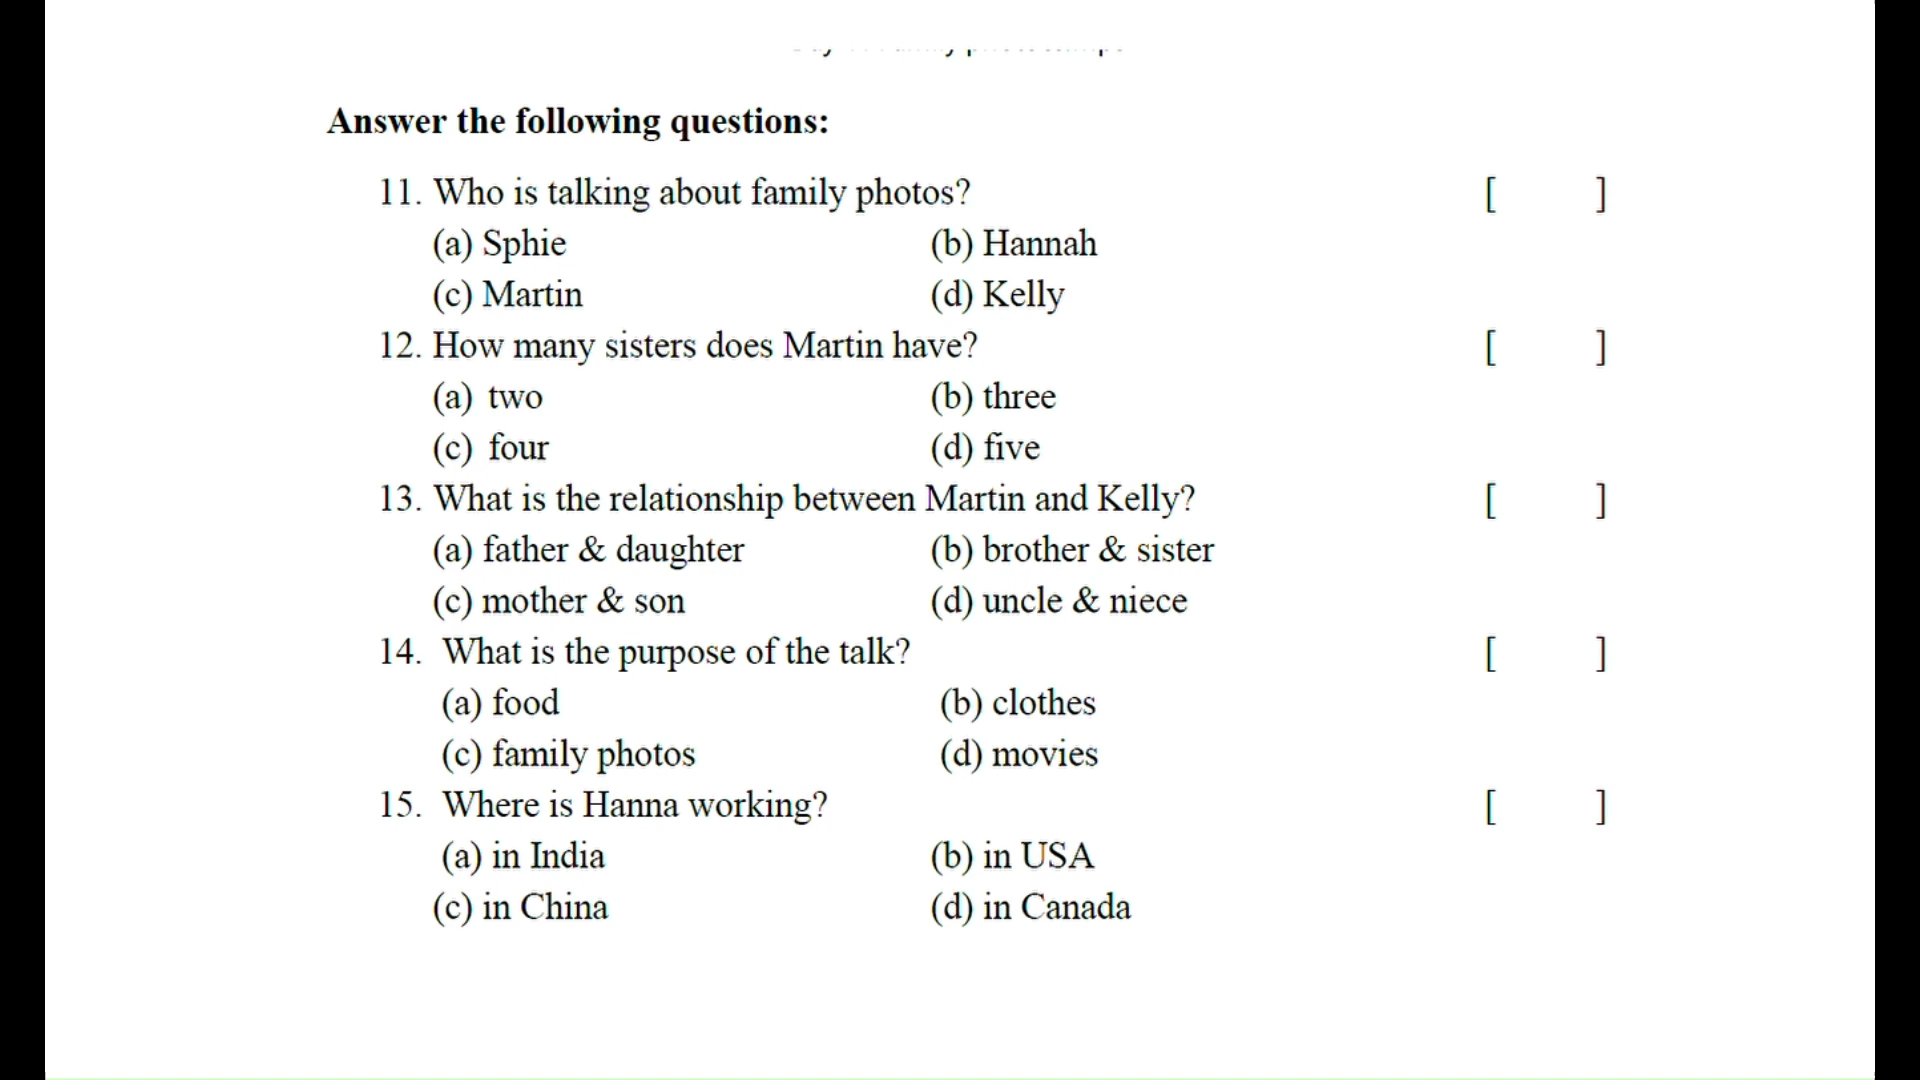 Answer the following questions:
11. Who is talking about family photos? [ ]
(a) Sphie (b) Hannah
(c) Martin (d) Kelly
12. How many sisters does Martin have? [ ]
(a) two (b) three
(c) four (d) five
13. What is the relationship between Martin and Kelly? [ ]
(a) father & daughter (b) brother & sister
(c) mother & son (d) uncle & niece
14. What is the purpose of the talk? [ ]
(a) food (b) clothes
(c) family photos (d) movies
15. Where is Hanna working? [ ]
(a) in India (b) in USA
(c) in China (d) in Canada